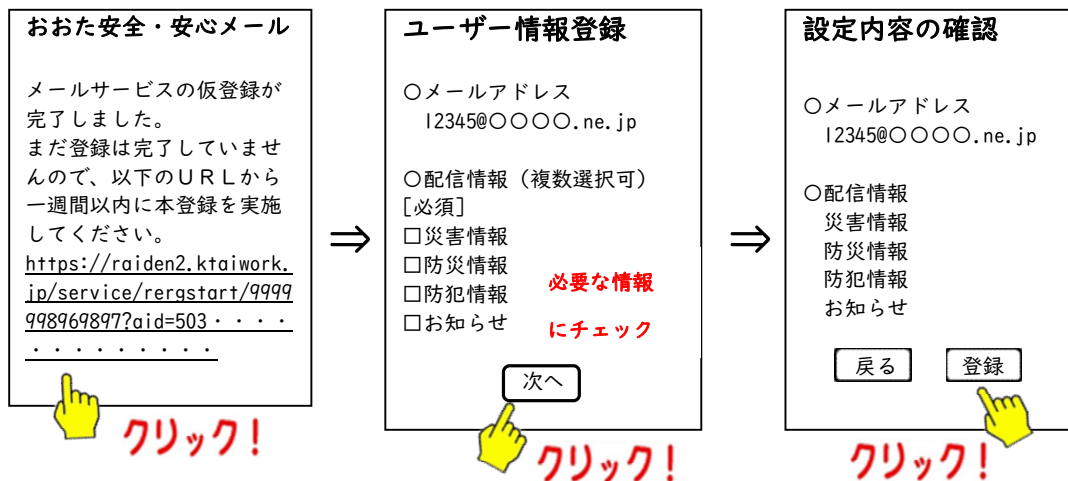 おおた安全・安心メール
メールサービスの仮登録が
完了しました。
まだ登録は完了していませ
んので、以下のURLから
一週間以内に本登録を実施
してください。
https://raiden2.ktaiwork.
jp/service/rergstart/9999
998969897?aid=503・・・・
・・・・・・・・・
クリック！
⇒
ユーザー情報登録
○メールアドレス
12345@○○○○.ne.jp
○配信情報（複数選択可）
[必須]
□災害情報
□防災情報
□防犯情報
□お知らせ
必要な情報
にチェック
次へ
クリック！
⇒
設定内容の確認
○メールアドレス
12345@○○○○.ne.jp
○配信情報
災害情報
防災情報
防犯情報
お知らせ
戻る 登録
クリック！